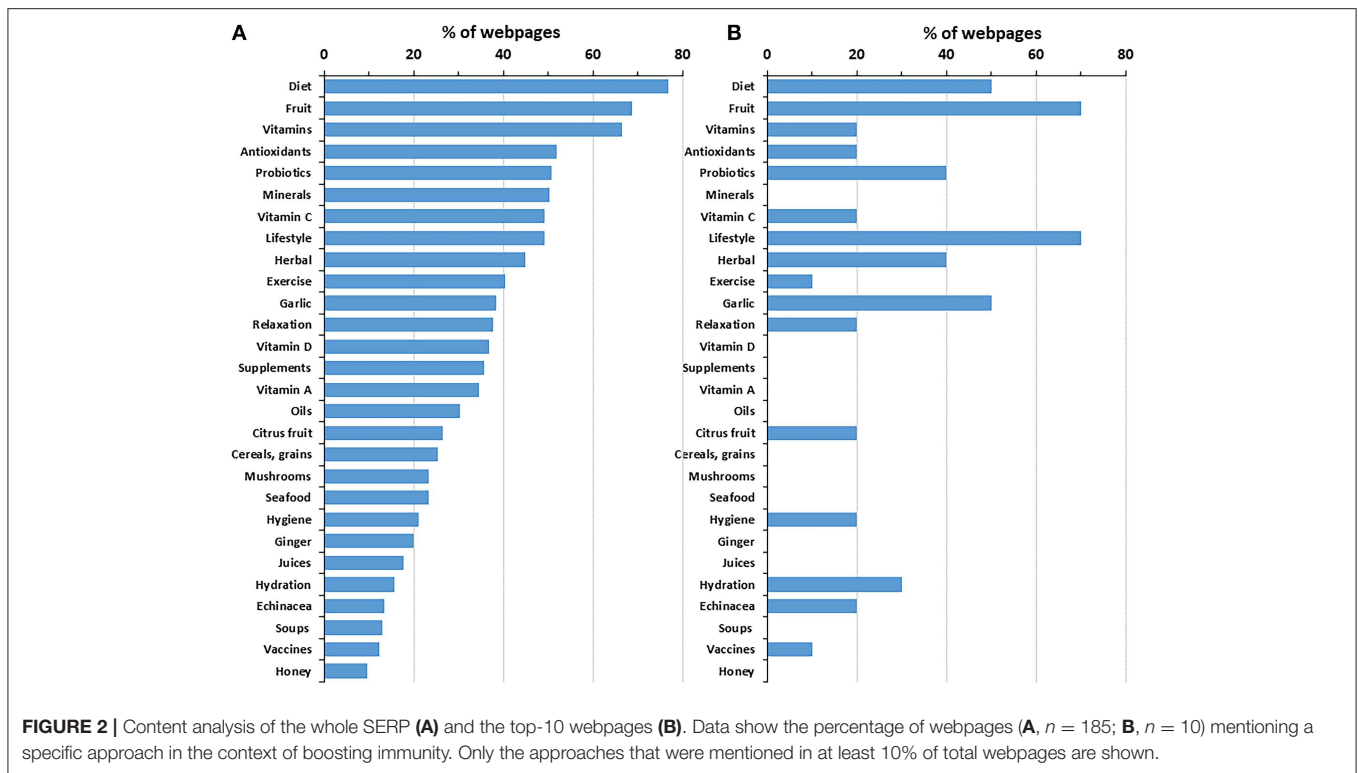 A
% of webpages
0 20 40 60 80
Diet
Fruit
Vitamins
Antioxidants
Probiotics
Minerals
Vitamin C
Lifestyle
Herbal
Exercise
Garlic
Relaxation
Vitamin D
Supplements
Vitamin A
Oils
Citrus fruit
Cereals, grains
Mushrooms
Seafood
Hygiene
Ginger
Juices
Hydration
Echinacea
Soups
Vaccines
Honey
B
% of webpages
0 20 40 60 80
Diet
Fruit
Vitamins
Antioxidants
Probiotics
Minerals
Vitamin C
Lifestyle
Herbal
Exercise
Garlic
Relaxation
Vitamin D
Supplements
Vitamin A
Oils
Citrus fruit
Cereals, grains
Mushrooms
Seafood
Hygiene
Ginger
Juices
Hydration
Echinacea
Soups
Vaccines
Honey
FIGURE 2 | Content analysis of the whole SERP (A) and the top-10 webpages (B). Data show the percentage of webpages (A, n = 185; B, n = 10) mentioning a
specific approach in the context of boosting immunity. Only the approaches that were mentioned in at least 10% of total webpages are shown.